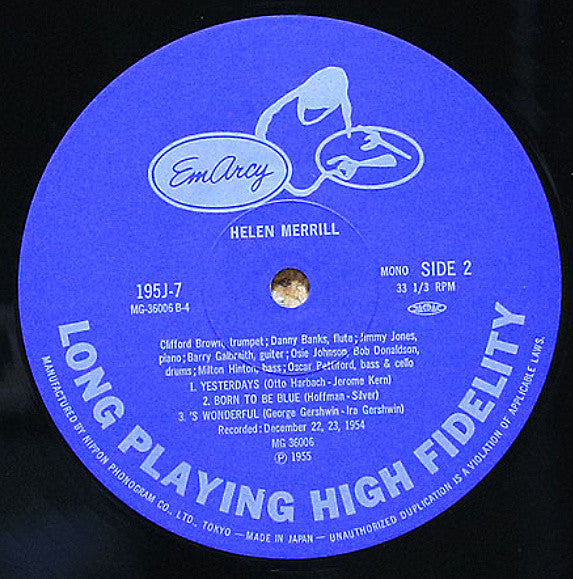 EmArcy
HELEN MERRILL
195J-7
MG-36006 B-4
MONO SIDE 2
33 1/3 RPM
Clifford Brown, trumpet; Danny Banks, flute; Jimmy Jones,
piano; Barry Galbraith, guiter; Osie Johnson, Bob Donaldson,
drums; Milton Hinton, bass; Oscar Pettiford, bass & cello
1. YESTERDAYS (Otto Harbach - Jerome Kern)
2. BORN TO BE BLUE (Hoffman - Silver)
3. 'S WONDERFUL (George Gershwin - Ira Gershwin)
Recorded: December 22, 23, 1954
MG 36006
Ⓟ 1955
LONG PLAYING HIGH FIDELITY
MANUFACTURED BY NIPPON PHONOGRAM CO., LTD., TOKYO — MADE IN JAPAN — UNAUTHORIZED DUPLICATION IS A VIOLATION OF APPLICABLE LAWS.